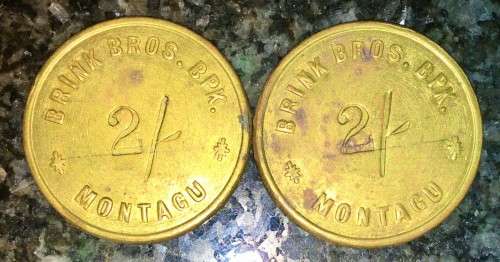 BRINK BROS. BPK.
2/-
* MONTAGU *
BRINK BROS. BPK.
2/-
* MONTAGU *